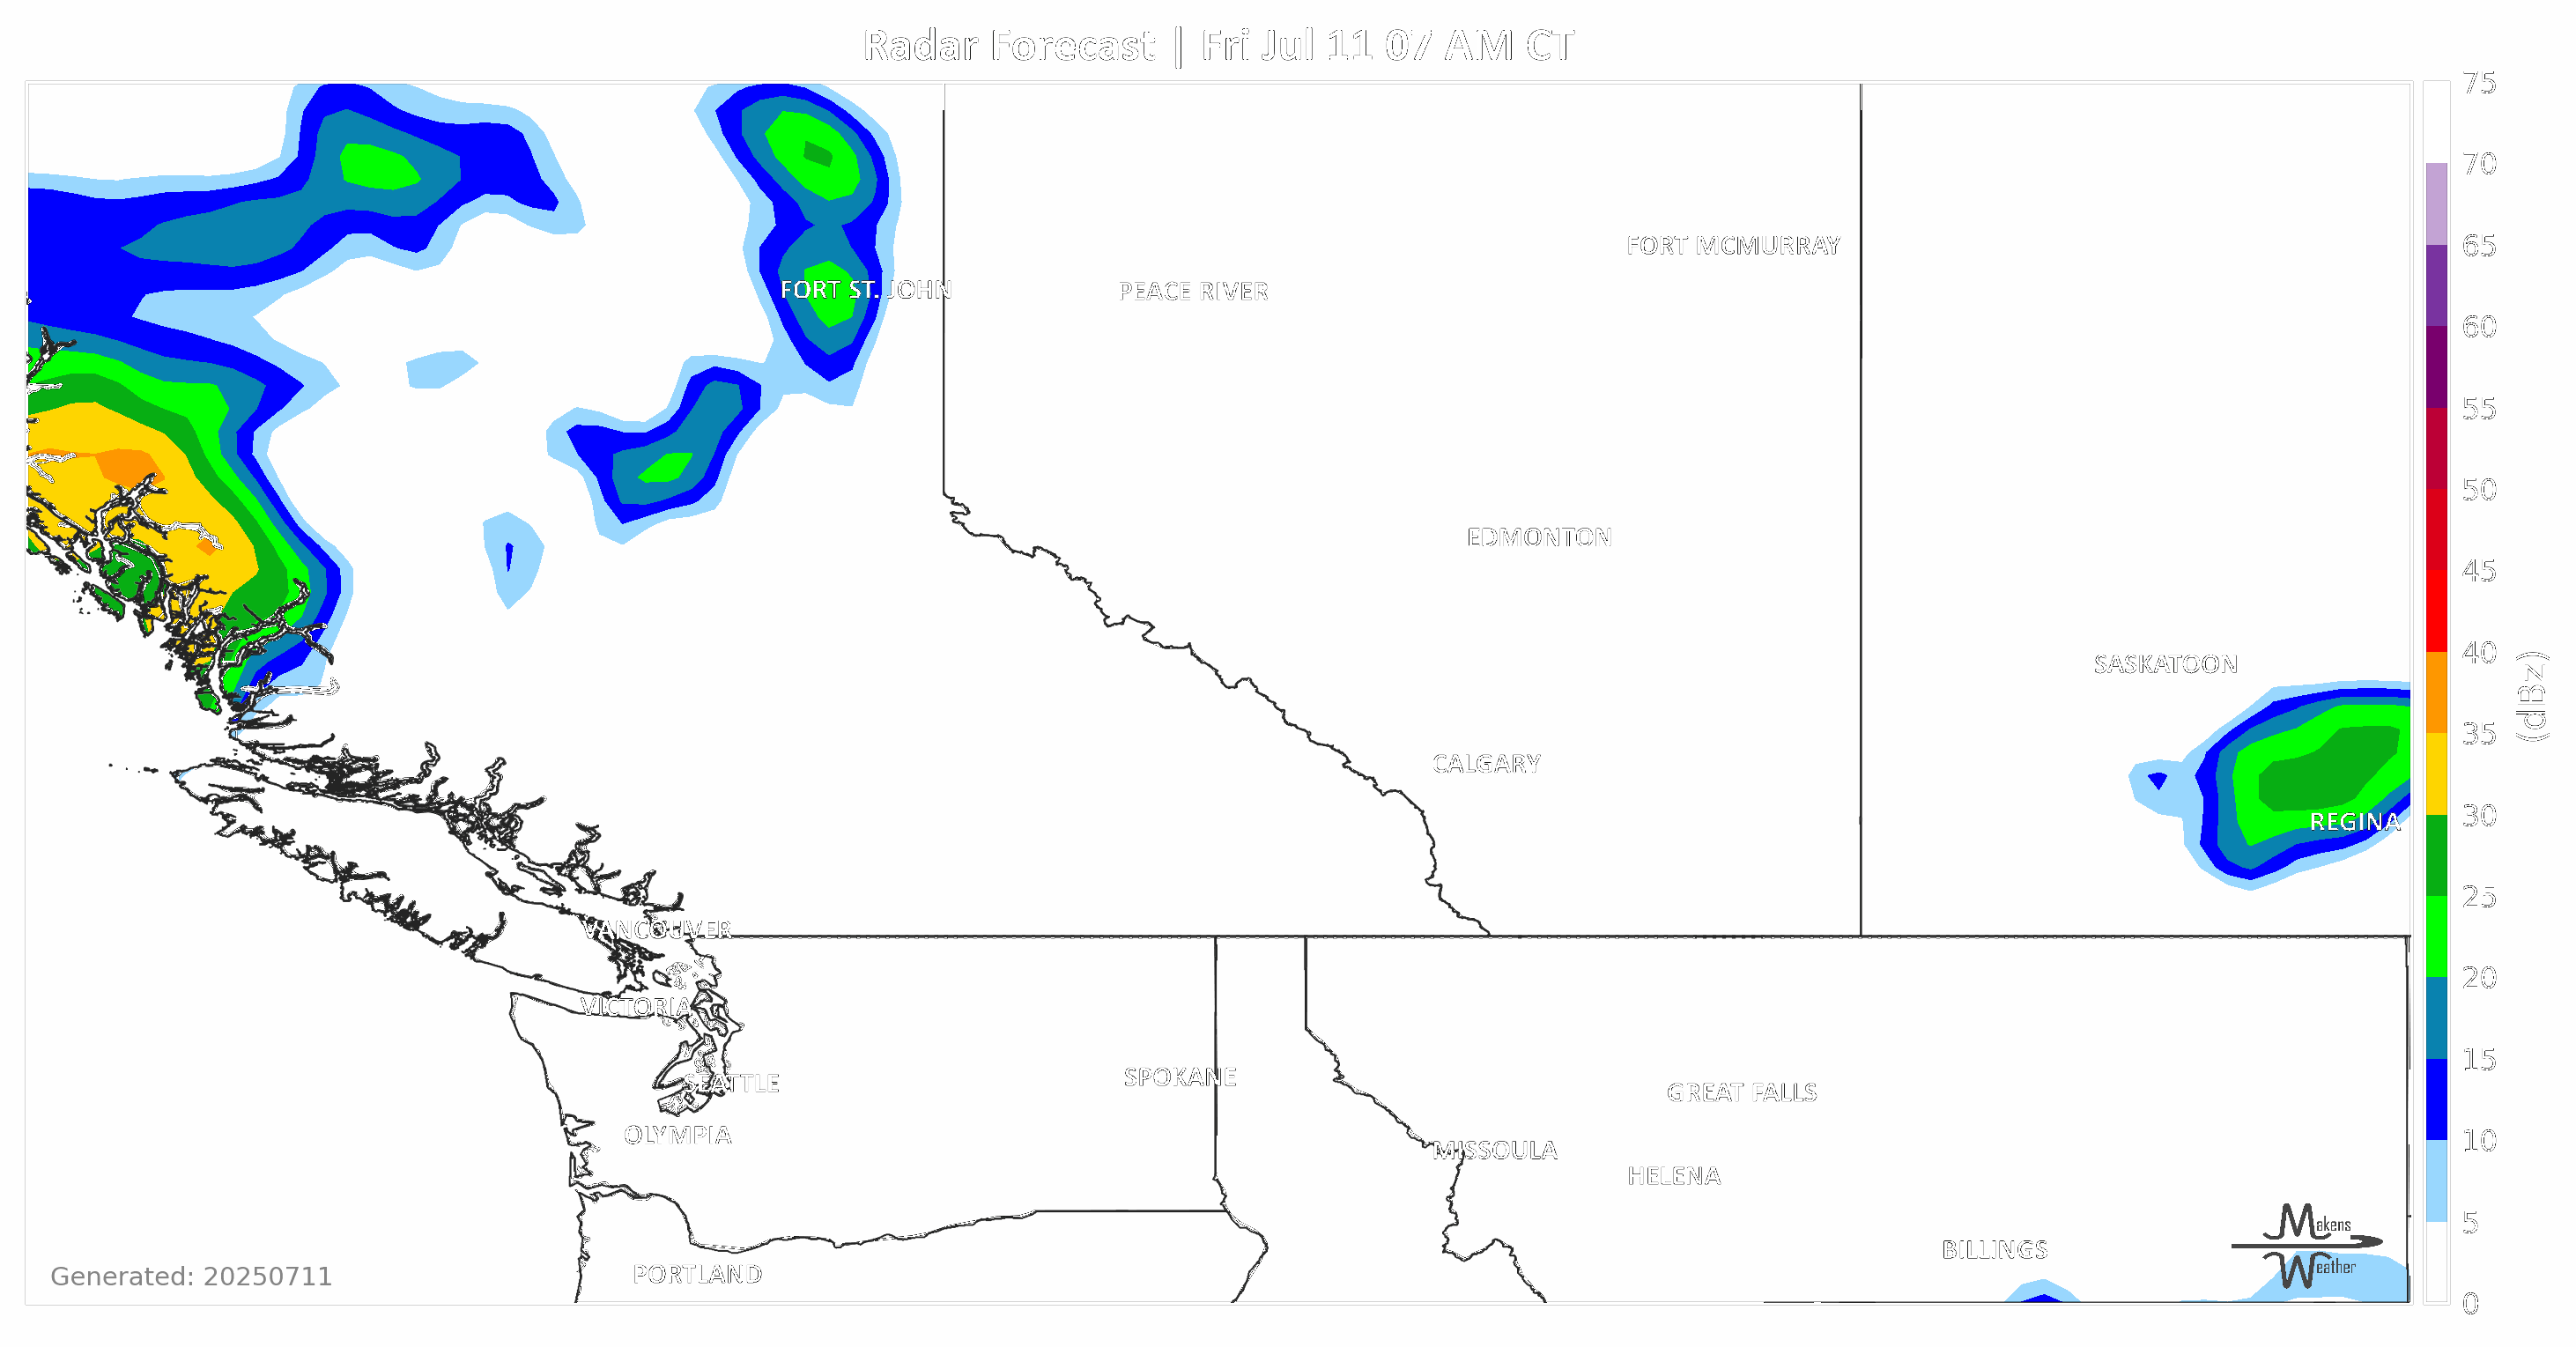 Radar Forecast | Fri Jul 11 07 AM CT
75
70
65
60
55
50
45
40
35
30
25
20
15
10
5
0
(dBz)
FORT MCMURRAY
FORT ST. JOHN
PEACE RIVER
EDMONTON
SASKATOON
CALGARY
REGINA
VANCOUVER
VICTORIA
SEATTLE
SPOKANE
GREAT FALLS
OLYMPIA
MISSOULA
HELENA
BILLINGS
PORTLAND
Makens
Weather
Generated: 20250711